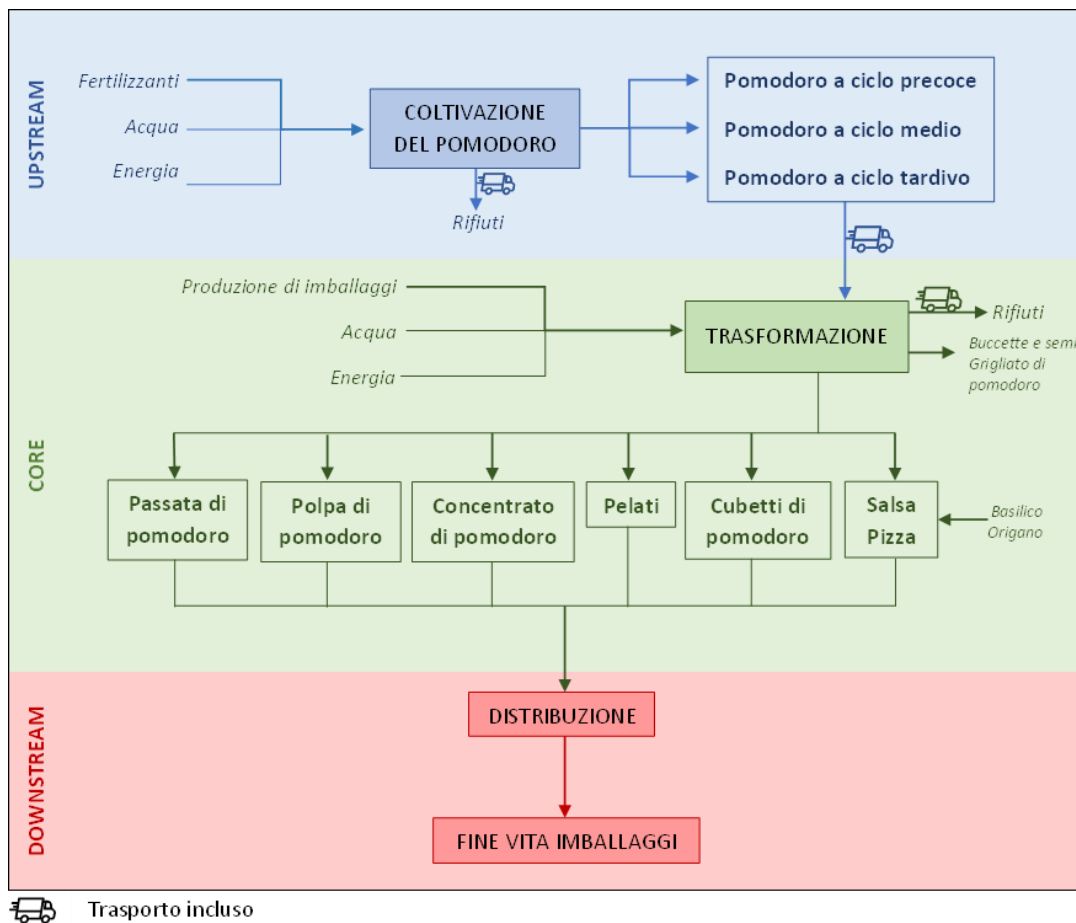 UPSTREAM
Fertilizzanti
Acqua
Energia
COLTIVAZIONE
DEL POMODORO
Rifiuti
Pomodoro a ciclo precoce
Pomodoro a ciclo medio
Pomodoro a ciclo tardivo
CORE
Produzione di imballaggi
Acqua
Energia
TRASFORMAZIONE
Rifiuti
Buccette e semi
Grigliato di
pomodoro
Passata di
pomodoro
Polpa di
pomodoro
Concentrato
di pomodoro
Pelati
Cubetti di
pomodoro
Salsa
Pizza
Basilico
Origano
DOWNSTREAM
DISTRIBUZIONE
FINE VITA IMBALLAGGI
Trasporto incluso